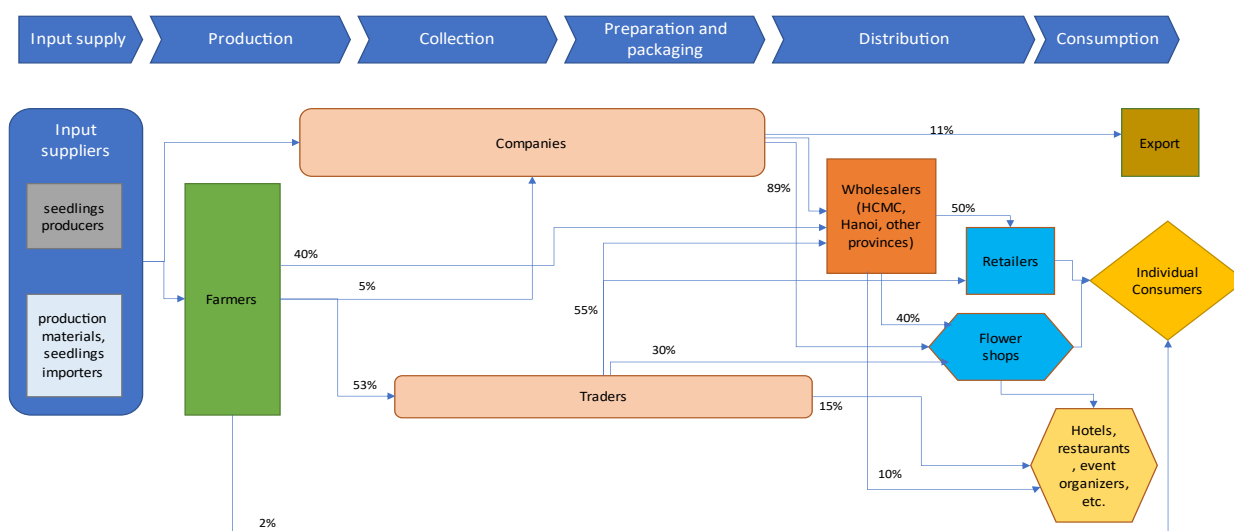 Input supply
Production
Collection
Preparation and
packaging
Distribution
Consumption
Input
suppliers
seedlings
producers
production
materials,
seedlings
importers
Farmers
Companies
Traders
40%
5%
53%
2%
11%
89%
55%
30%
15%
Wholesalers
(HCMC,
Hanoi, other
provinces)
50%
40%
10%
Retailers
Flower
shops
Export
Individual
Consumers
Hotels,
restaurants
, event
organizers,
etc.